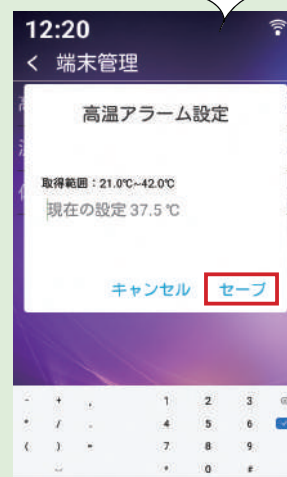 12:20
< 端末管理
高温アラーム設定
取得範囲：21.0℃~42.0℃
現在の設定 37.5 ℃
キャンセル セーブ
- + , 1 2 3
* / . 4 5 6
( ) = 7 8 9
* 0 #